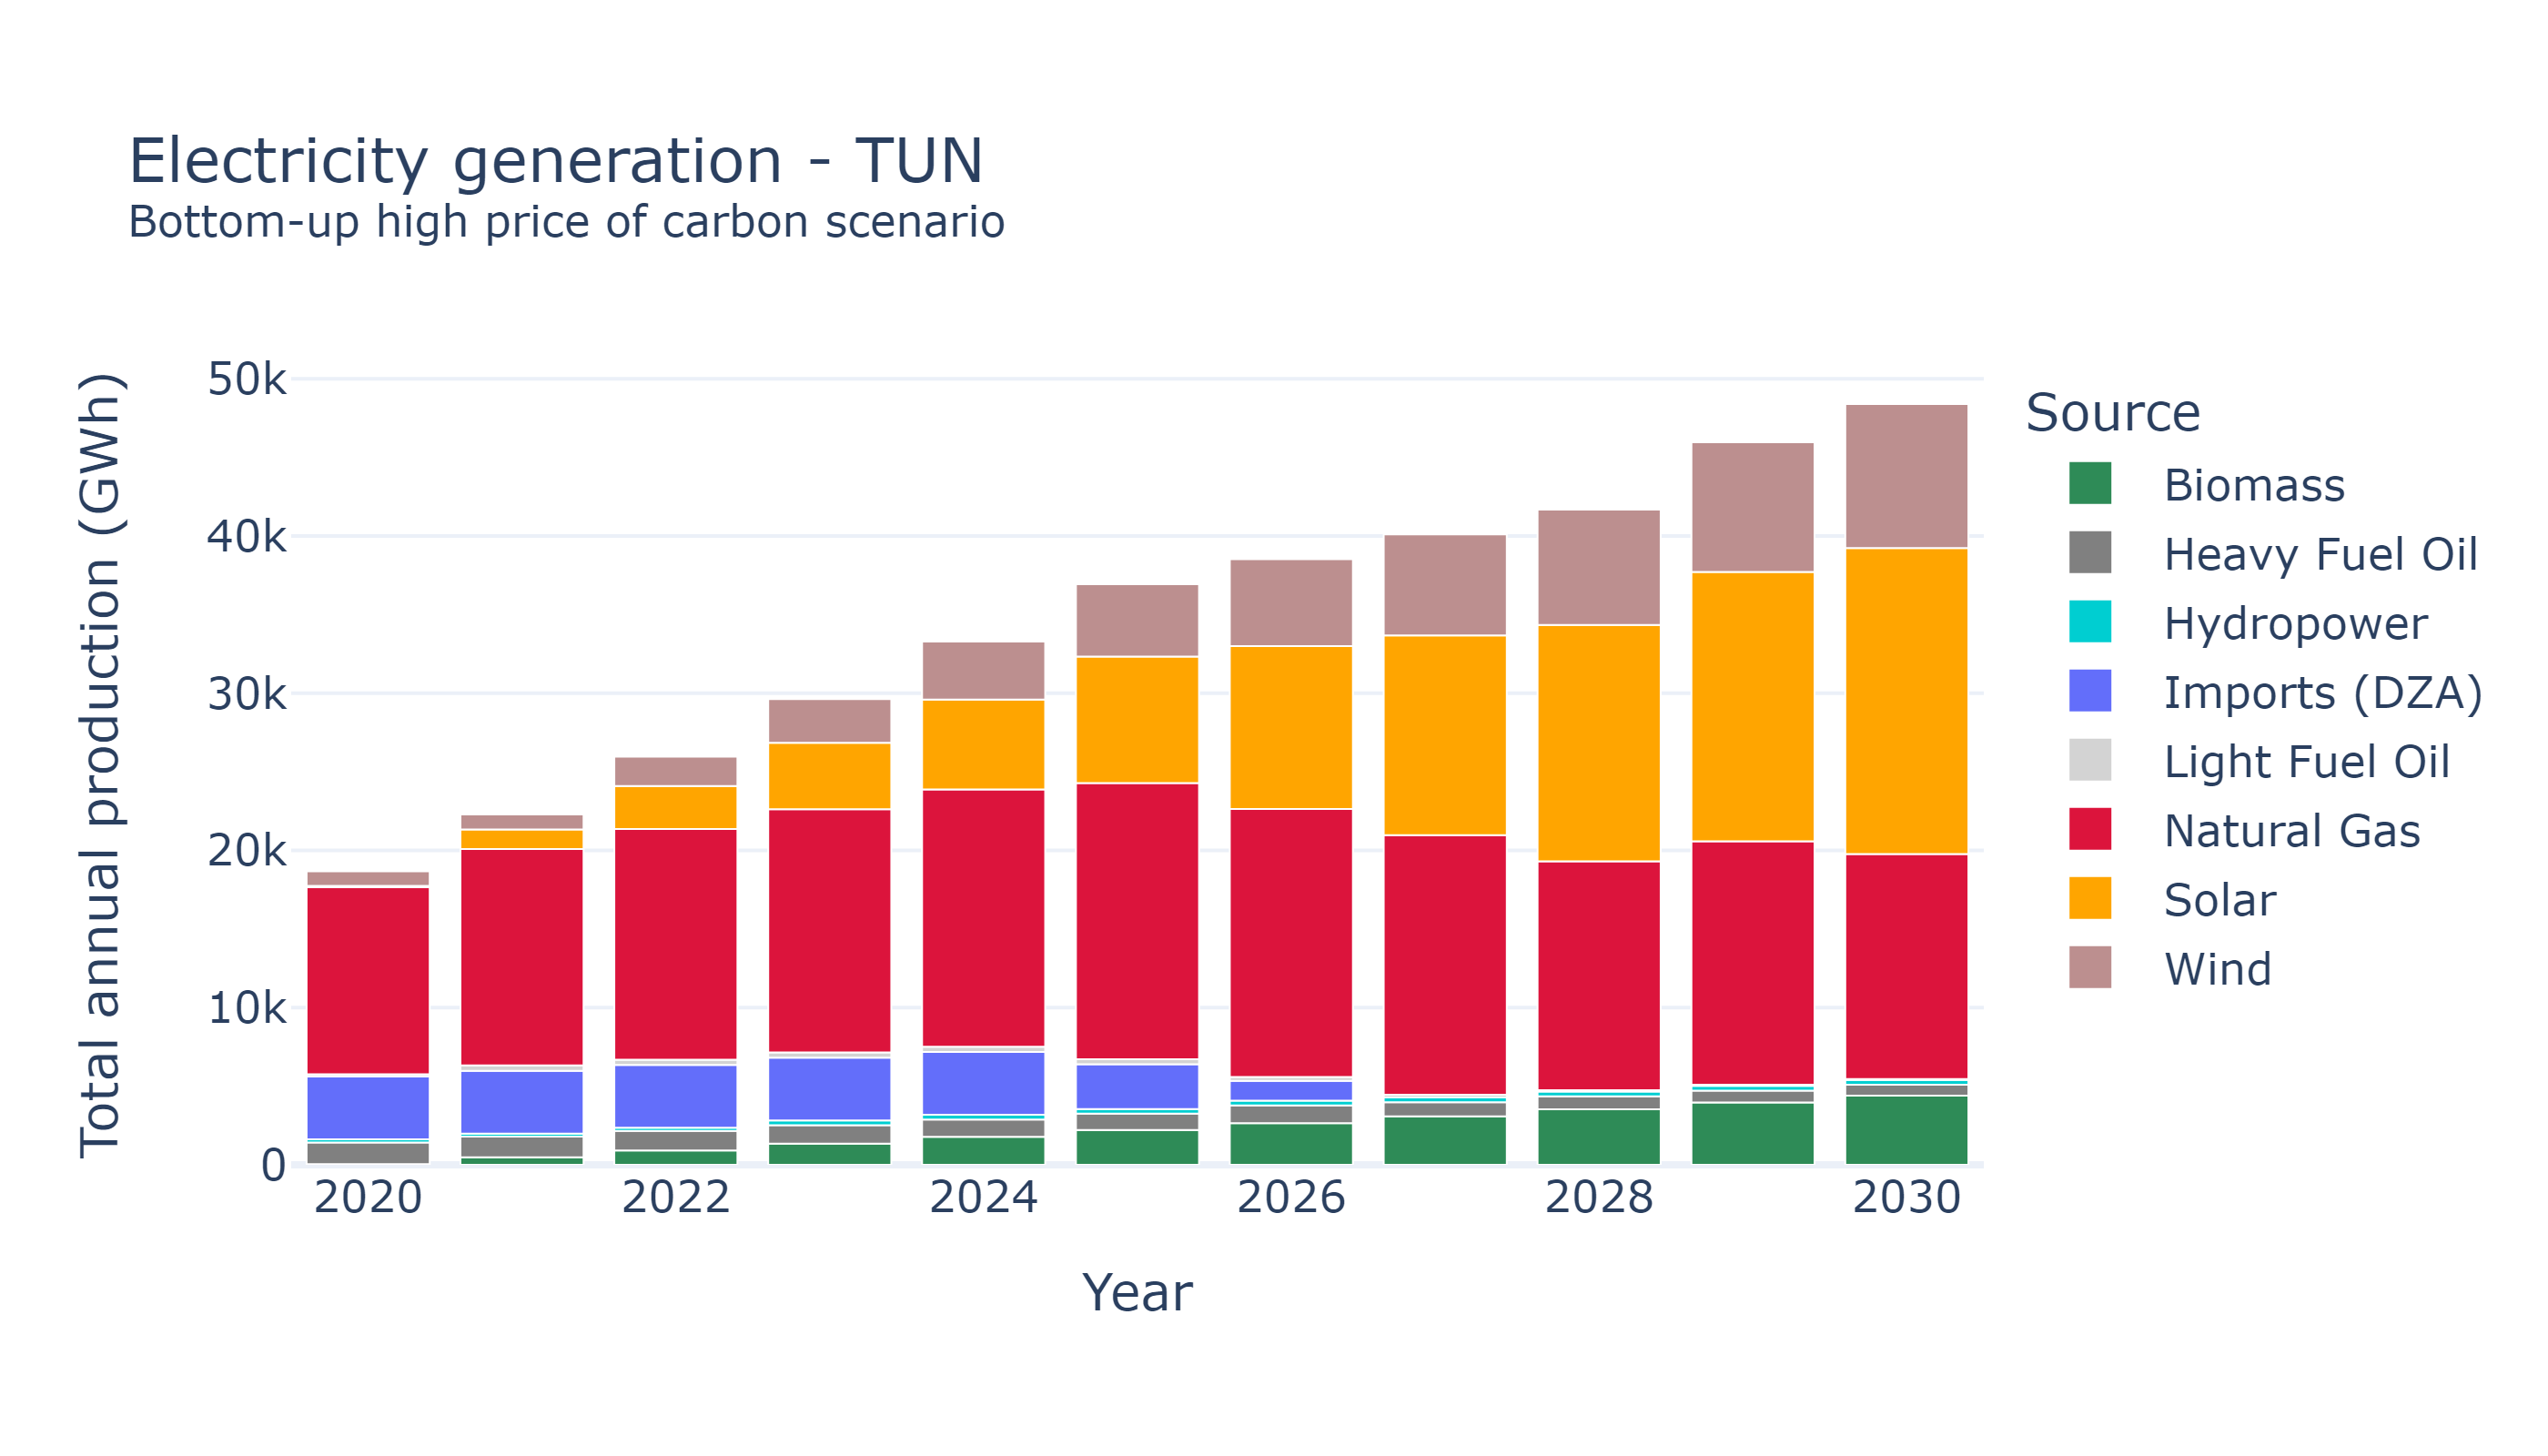 Electricity generation - TUN
Bottom-up high price of carbon scenario
Total annual production (GWh)
50k
40k
30k
20k
10k
0
2020
2022
2024
2026
2028
2030
Year
Source
Biomass
Heavy Fuel Oil
Hydropower
Imports (DZA)
Light Fuel Oil
Natural Gas
Solar
Wind